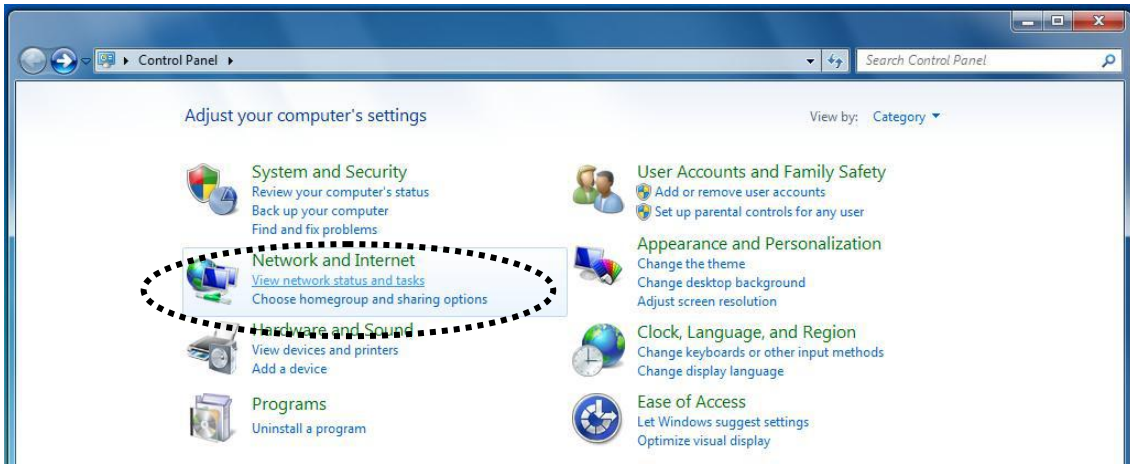 Control Panel
Search Control Panel
Adjust your computer's settings
View by: Category
System and Security
Review your computer's status
Back up your computer
Find and fix problems
Network and Internet
View network status and tasks
Choose homegroup and sharing options
Hardware and Sound
View devices and printers
Add a device
Programs
Uninstall a program
User Accounts and Family Safety
Add or remove user accounts
Set up parental controls for any user
Appearance and Personalization
Change the theme
Change desktop background
Adjust screen resolution
Clock, Language, and Region
Change keyboards or other input methods
Change display language
Ease of Access
Let Windows suggest settings
Optimize visual display